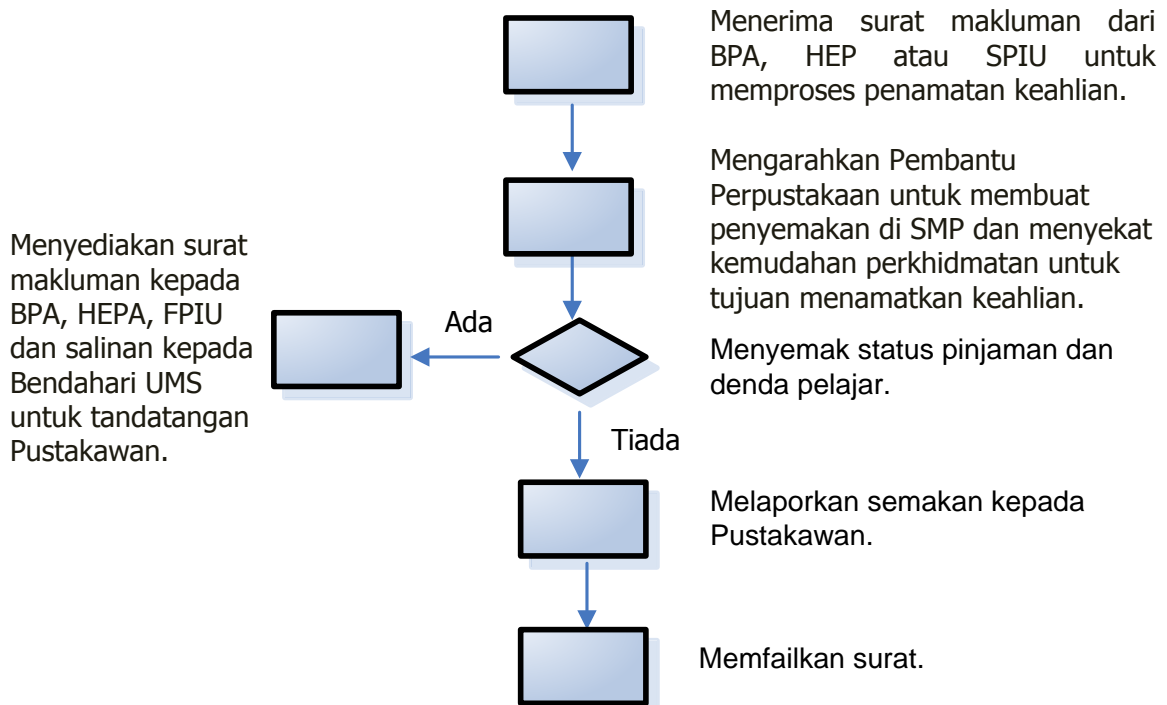 Menerima surat makluman dari
BPA, HEP atau SPIU untuk
memproses penamatan keahlian.
Mengarahkan Pembantu
Perpustakaan untuk membuat
penyemakan di SMP dan menyekat
kemudahan perkhidmatan untuk
tujuan menamatkan keahlian.
Menyediakan surat
makluman kepada
BPA, HEPA, FPIU
dan salinan kepada
Bendahari UMS
untuk tandatangan
Pustakawan.
Ada
Menyemak status pinjaman dan
denda pelajar.
Tiada
Melaporkan semakan kepada
Pustakawan.
Memfailkan surat.